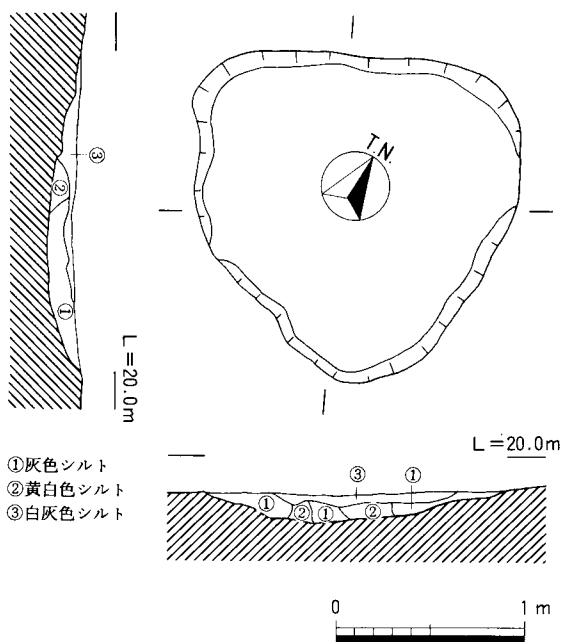 ③
②
①
L=20.0m
T.N.
L=20.0m
①灰色シルト
②黄白色シルト
③白灰色シルト
③ ①
① ② ① ②
0 1 m